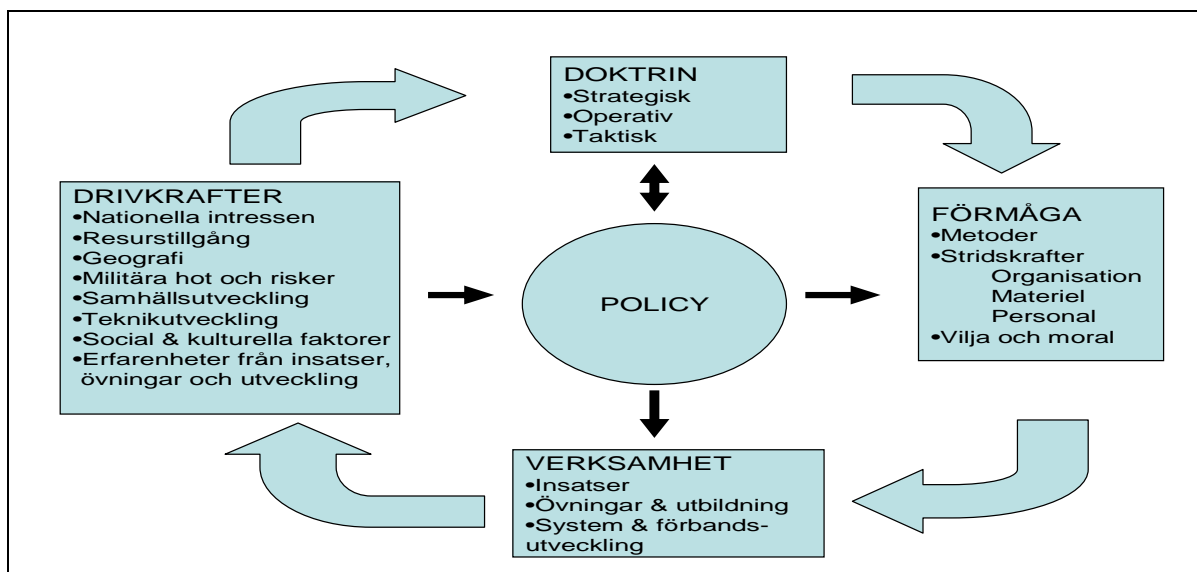 DOKTRIN
•Strategisk
•Operativ
•Taktisk
DRIVKRAFTER
•Nationella intressen
•Resurstillgång
•Geografi
•Militära hot och risker
•Samhällsutveckling
•Teknikutveckling
•Social & kulturella faktorer
•Erfarenheter från insatser,
övningar och utveckling
POLICY
FÖRMÅGA
•Metoder
•Stridskrafter
Organisation
Materiel
Personal
•Vilja och moral
VERKSAMHET
•Insatser
•Övningar & utbildning
•System & förbands-
utveckling